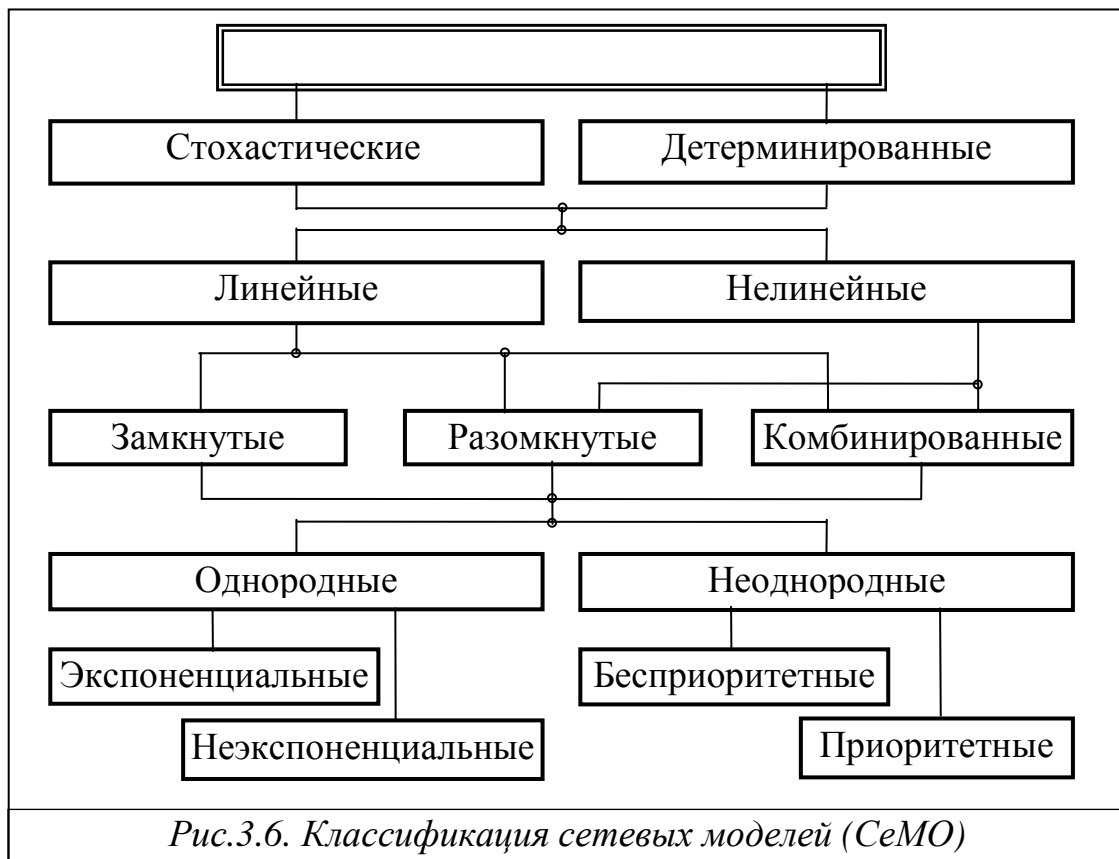 Стохастические
Детерминированные
Линейные
Нелинейные
Замкнутые
Разомкнутые
Комбинированные
Однородные
Неоднородные
Экспоненциальные
Бесприоритетные
Неэкспоненциальные
Приоритетные
Рис.3.6. Классификация сетевых моделей (СеМО)